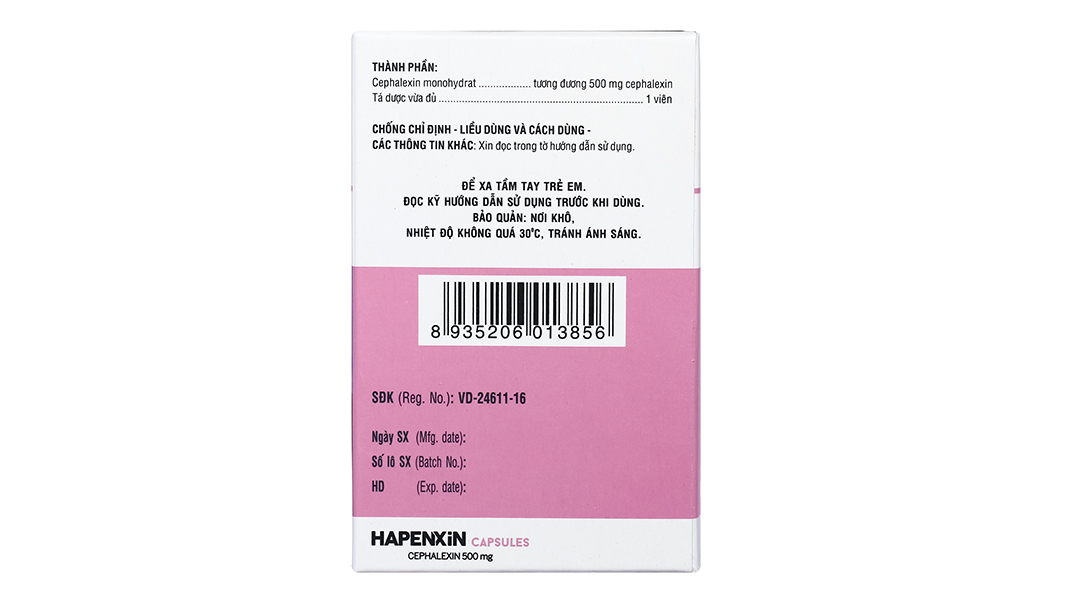 THÀNH PHẦN:
Cephalexin monohydrat .................. tương đương 500 mg cephalexin
Tá dược vừa đủ ....................................................................... 1 viên
CHỐNG CHỈ ĐỊNH - LIỀU DÙNG VÀ CÁCH DÙNG -
CÁC THÔNG TIN KHÁC: Xin đọc trong tờ hướng dẫn sử dụng.
ĐỂ XA TẦM TAY TRẺ EM.
ĐỌC KỸ HƯỚNG DẪN SỬ DỤNG TRƯỚC KHI DÙNG.
BẢO QUẢN: NƠI KHÔ,
NHIỆT ĐỘ KHÔNG QUÁ 30°C, TRÁNH ÁNH SÁNG.
8 935206 013856
SĐK (Reg. No.): VD-24611-16
Ngày SX (Mfg. date):
Số lô SX (Batch No.):
HD (Exp. date):
HAPENXIN CAPSULES
CEPHALEXIN 500 mg